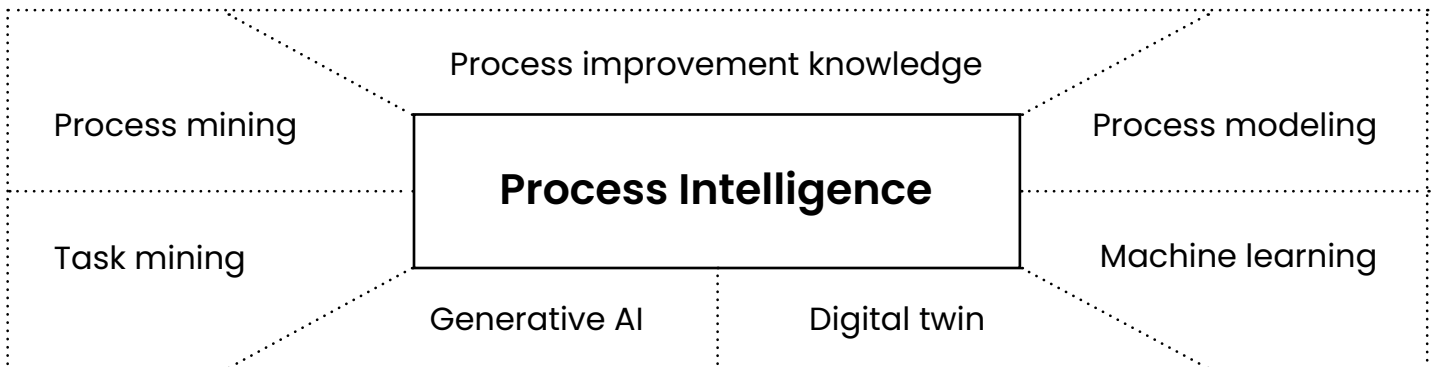 Process improvement knowledge
Process mining
Process modeling
Process Intelligence
Task mining
Machine learning
Generative AI
Digital twin